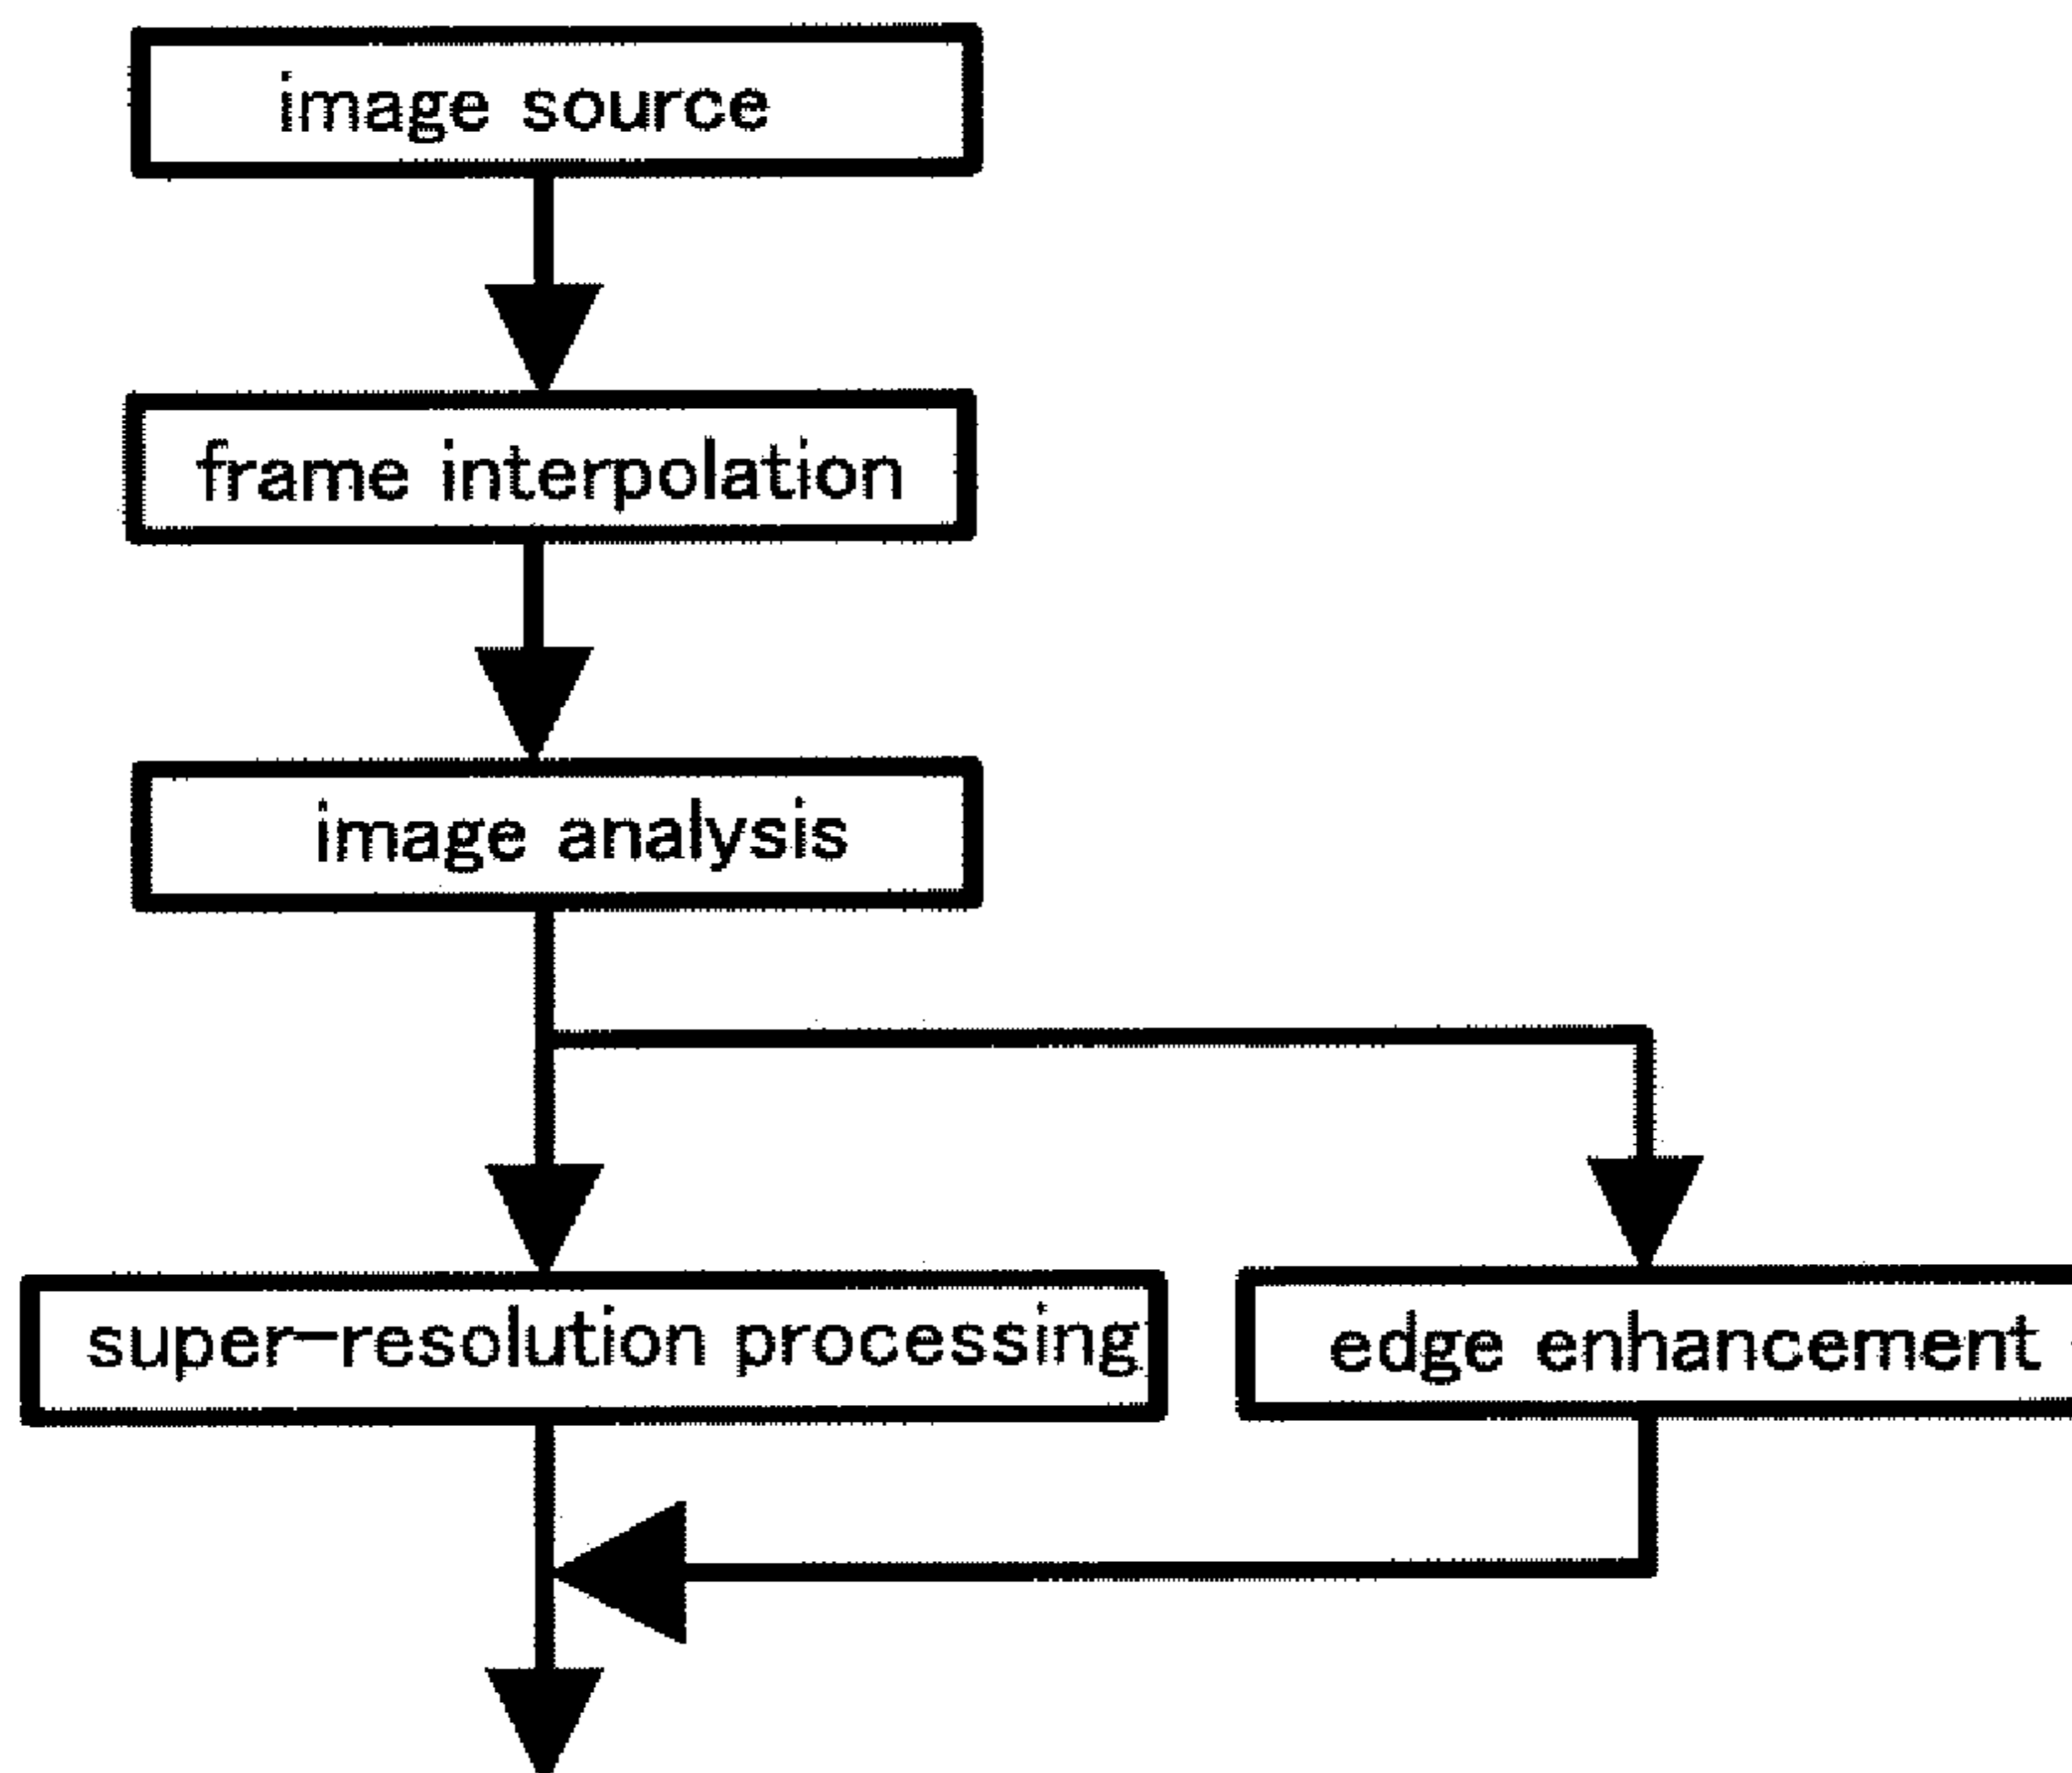 image source
frame interpolation
image analysis
super-resolution processing
edge enhancement